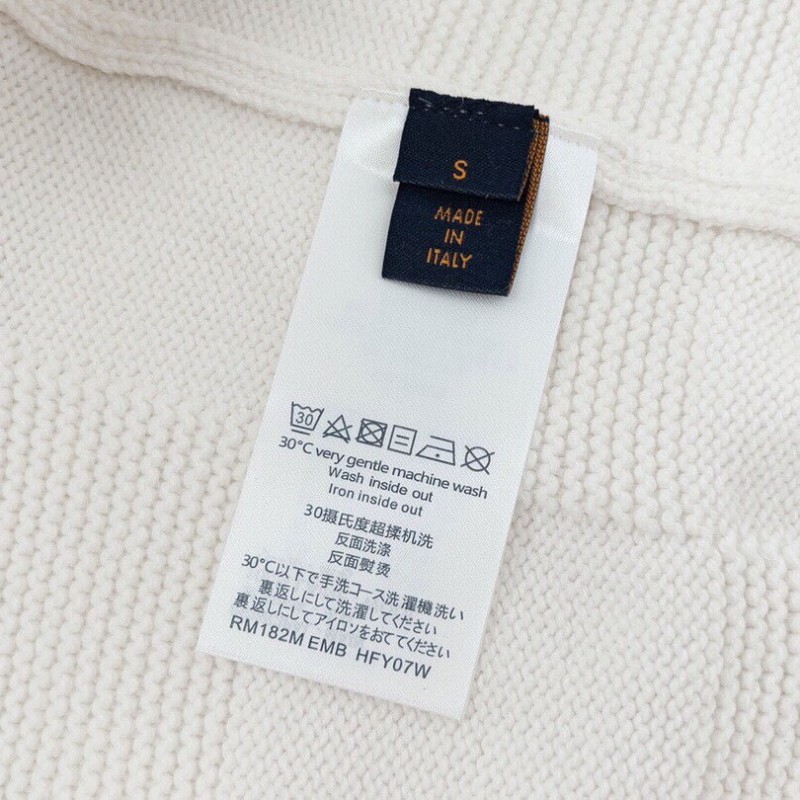 S
MADE
IN
ITALY
30
30°C very gentle machine wash
Wash inside out
Iron inside out
30摄氏度超揉机洗
反面洗涤
反面熨烫
30℃以下で手洗コース洗濯機洗い
裏返しにして洗濯してください
裏返しにしてアイロンをおててください
RM182M EMB HFY07W